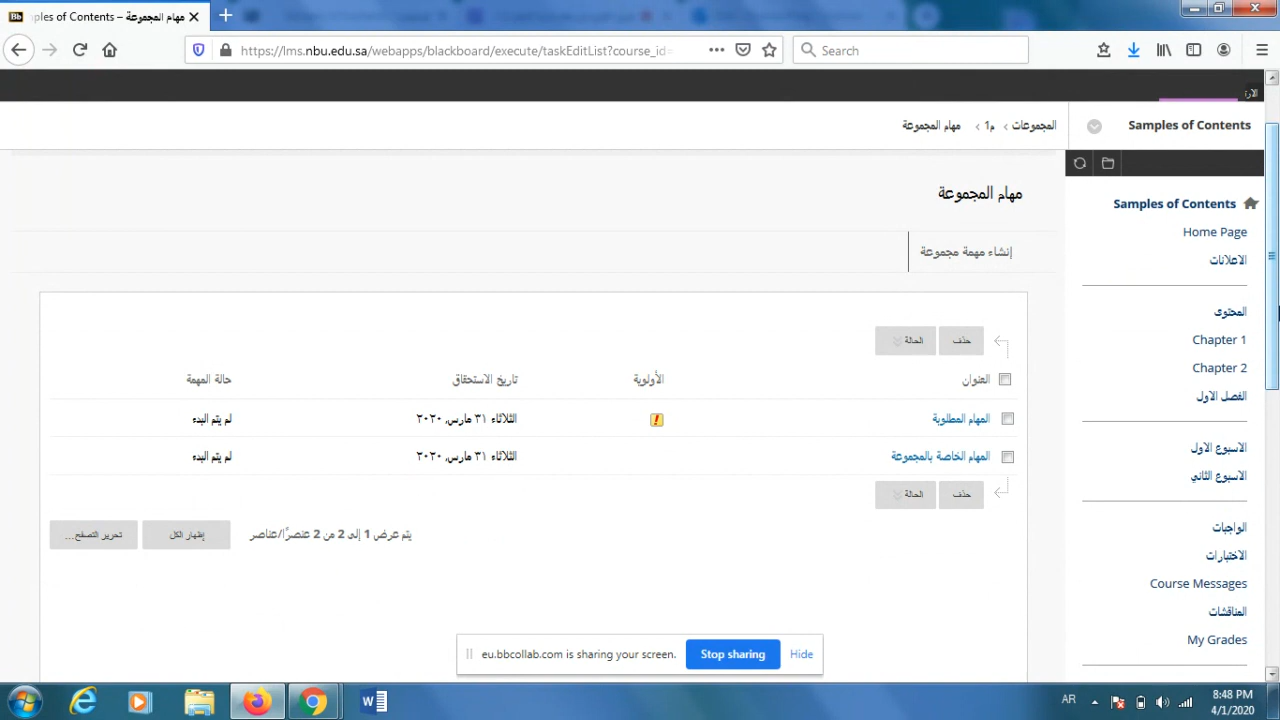 ples of Contents – مهام المجموعة
https://lms.nbu.edu.sa/webapps/blackboard/execute/taskEditList?course_id=
Search
المجموعات > م1 > مهام المجموعة
Samples of Contents
مهام المجموعة
إنشاء مهمة مجموعة
حذف
الحالة
العنوان
الأولوية
تاريخ الاستحقاق
حالة المهمة
المهام المطلوبة
الثلاثاء ٣١ مارس, ٢٠٢٠
لم يتم البدء
المهام الخاصة بالمجموعة
الثلاثاء ٣١ مارس, ٢٠٢٠
لم يتم البدء
حذف
الحالة
يتم عرض 1 إلى 2 من 2 عنصرًا/عناصر
إظهار الكل
تحرير التصفح...
Samples of Contents
Home Page
الاعلانات
المحتوى
Chapter 1
Chapter 2
الفصل الاول
الاسبوع الاول
الاسبوع الثاني
الواجبات
الاختبارات
Course Messages
المناقشات
My Grades
eu.bbcollab.com is sharing your screen.
Stop sharing
Hide
AR
8:48 PM
4/1/2020